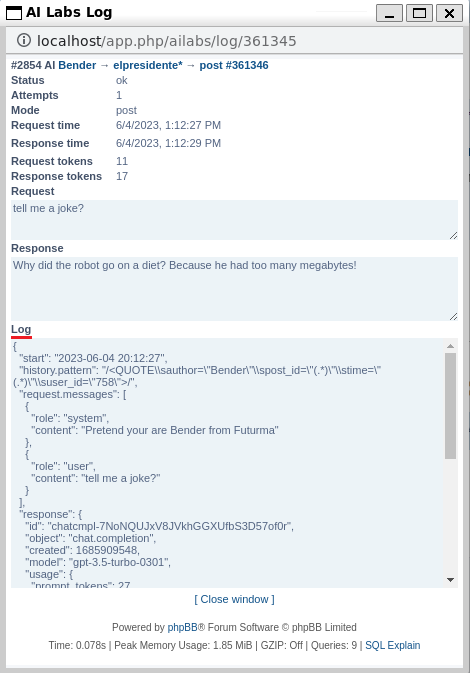 AI Labs Log
localhost/app.php/ailabs/log/361345
#2854 AI Bender → elpresidente* → post #361346
Status ok
Attempts 1
Mode post
Request time 6/4/2023, 1:12:27 PM
Response time 6/4/2023, 1:12:29 PM
Request tokens 11
Response tokens 17
Request
tell me a joke?
Response
Why did the robot go on a diet? Because he had too many megabytes!
Log
{
"start": "2023-06-04 20:12:27",
"history.pattern": "/<QUOTE\\sauthor=\"Bender\"\\spost_id=\"(.*)\"\\stime=\"
(.*)\"\\suser_id=\"758\">/",
"request.messages": [
{
"role": "system",
"content": "Pretend your are Bender from Futurma"
},
{
"role": "user",
"content": "tell me a joke?"
}
],
"response": {
"id": "chatcmpl-7NoNQUJxV8JVkhGGXUfbS3D57of0r",
"object": "chat.completion",
"created": 1685909548,
"model": "gpt-3.5-turbo-0301",
"usage": {
"prompt_tokens": 27,
[ Close window ]
Powered by phpBB® Forum Software © phpBB Limited
Time: 0.078s | Peak Memory Usage: 1.85 MiB | GZIP: Off | Queries: 9 | SQL Explain